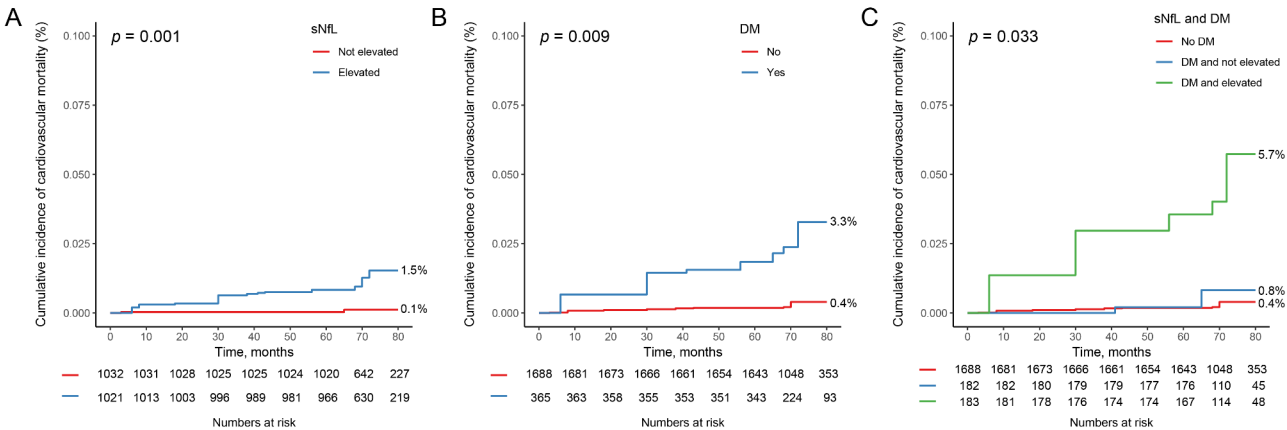 A
sNfL
p = 0.001
Not elevated
Elevated
Cumulative incidence of cardiovascular mortality (%)
0.100
0.075
0.050
0.025
0.000
1.5%
0.1%
0 10 20 30 40 50 60 70 80
Time, months
1032 1031 1028 1025 1025 1024 1020 642 227
1021 1013 1003 996 989 981 966 630 219
Numbers at risk
B
DM
p = 0.009
No
Yes
Cumulative incidence of cardiovascular mortality (%)
0.100
0.075
0.050
0.025
0.000
3.3%
0.4%
0 10 20 30 40 50 60 70 80
Time, months
1688 1681 1673 1666 1661 1654 1643 1048 353
365 363 358 355 353 351 343 224 93
Numbers at risk
C
sNfL and DM
p = 0.033
No DM
DM and not elevated
DM and elevated
Cumulative incidence of cardiovascular mortality (%)
0.100
0.075
0.050
0.025
0.000
5.7%
0.8%
0.4%
0 10 20 30 40 50 60 70 80
Time, months
1688 1681 1673 1666 1661 1654 1643 1048 353
182 182 180 179 179 177 176 110 45
183 181 178 176 174 174 167 114 48
Numbers at risk